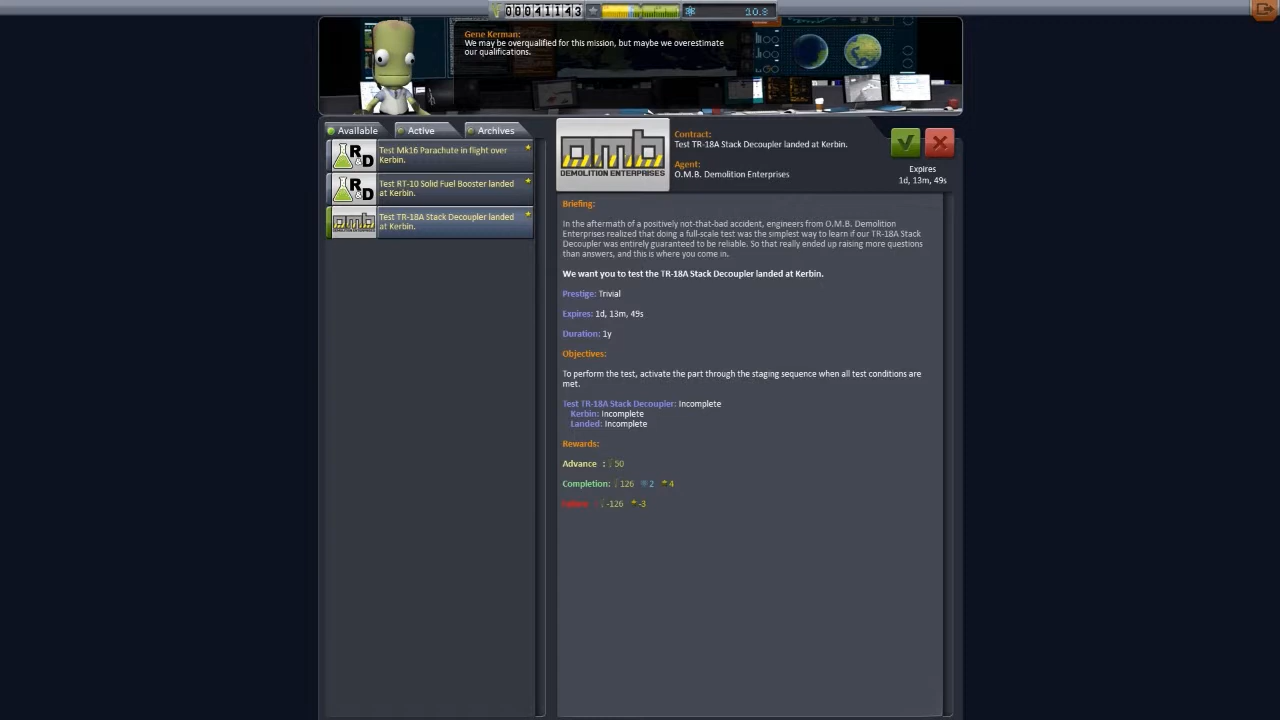 00041143
10.8
Gene Kerman:
We may be overqualified for this mission, but maybe we overestimate
our qualifications.
Available
Active
Archives
R&D
Test Mk16 Parachute in flight over
Kerbin.
R&D
Test RT-10 Solid Fuel Booster landed
at Kerbin.
omb
Test TR-18A Stack Decoupler landed
at Kerbin.
omb
DEMOLITION ENTERPRISES
Contract:
Test TR-18A Stack Decoupler landed at Kerbin.
Agent:
O.M.B. Demolition Enterprises
Expires
1d, 13m, 49s
Briefing:
In the aftermath of a positively not-that-bad accident, engineers from O.M.B. Demolition
Enterprises realized that doing a full-scale test was the simplest way to learn if our TR-18A Stack
Decoupler was entirely guaranteed to be reliable. So that really ended up raising more questions
than answers, and this is where you come in.
We want you to test the TR-18A Stack Decoupler landed at Kerbin.
Prestige: Trivial
Expires: 1d, 13m, 49s
Duration: 1y
Objectives:
To perform the test, activate the part through the staging sequence when all test conditions are
met.
Test TR-18A Stack Decoupler: Incomplete
Kerbin: Incomplete
Landed: Incomplete
Rewards:
Advance : 50
Completion: 126 2 4
-126 -3